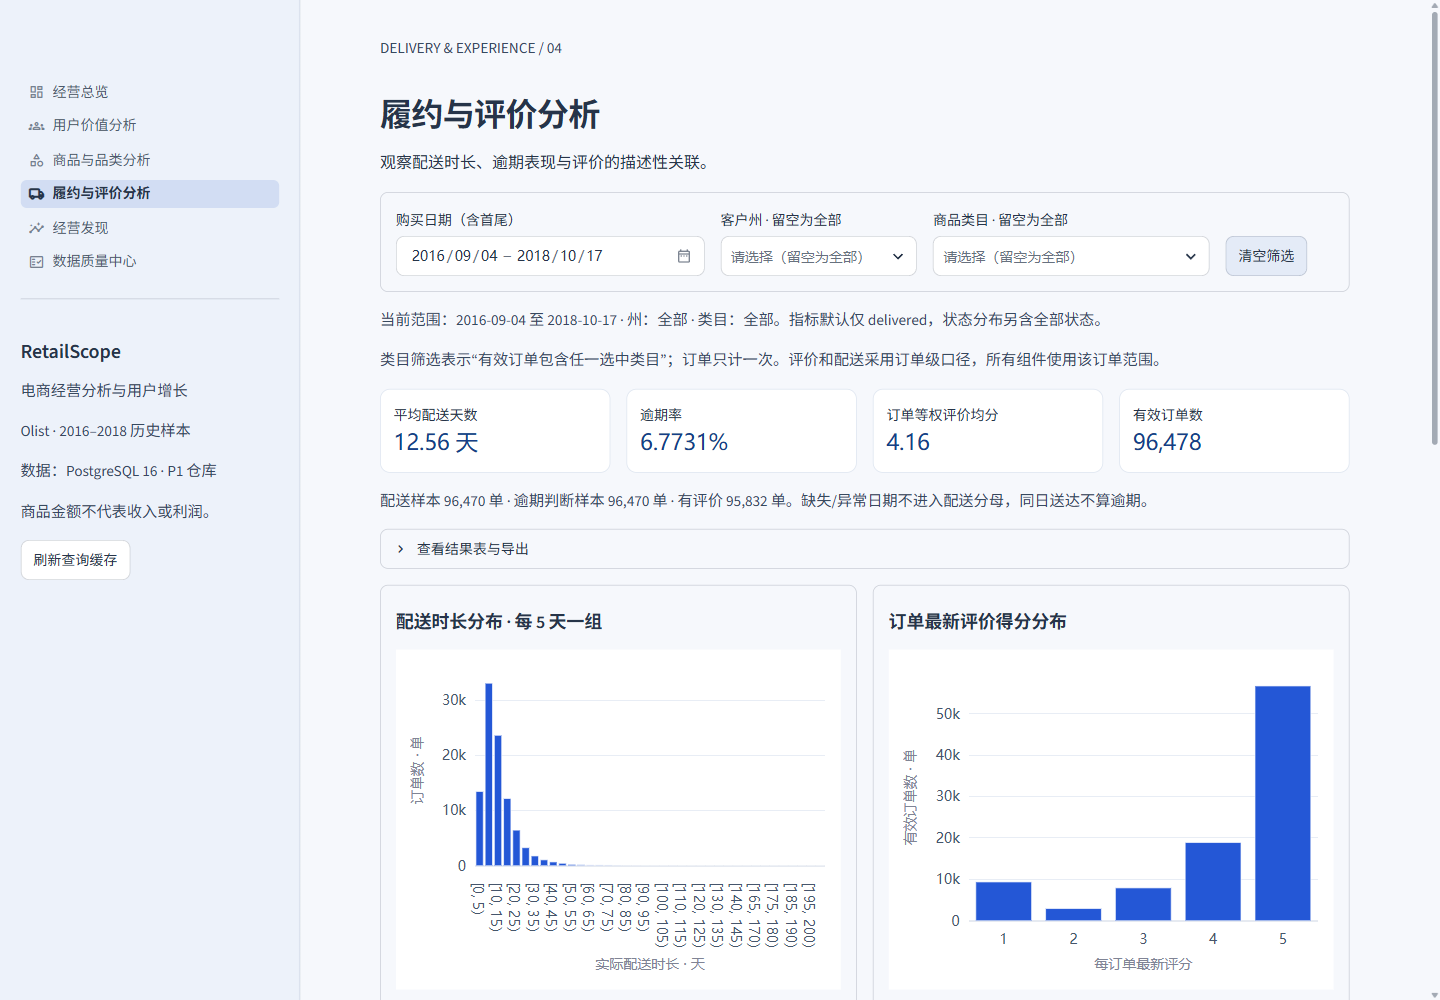 经营总览
用户价值分析
商品与品类分析
履约与评价分析
经营发现
数据质量中心
RetailScope
电商经营分析与用户增长
Olist · 2016–2018 历史样本
数据：PostgreSQL 16 · P1 仓库
商品金额不代表收入或利润。
刷新查询缓存
DELIVERY & EXPERIENCE / 04
履约与评价分析
观察配送时长、逾期表现与评价的描述性关联。
购买日期（含首尾）
2016/09/04 – 2018/10/17
客户州 · 留空为全部
请选择（留空为全部）
商品类目 · 留空为全部
请选择（留空为全部）
清空筛选
当前范围：2016-09-04 至 2018-10-17 · 州：全部 · 类目：全部。指标默认仅 delivered，状态分布另含全部状态。
类目筛选表示“有效订单包含任一选中类目”；订单只计一次。评价和配送采用订单级口径，所有组件使用该订单范围。
平均配送天数
12.56 天
逾期率
6.7731%
订单等权评价均分
4.16
有效订单数
96,478
配送样本 96,470 单 · 逾期判断样本 96,470 单 · 有评价 95,832 单。缺失/异常日期不进入配送分母，同日送达不算逾期。
查看结果表与导出
配送时长分布 · 每 5 天一组
订单数 · 单
30k
20k
10k
0
[0, 5)
[10, 15)
[20, 25)
[30, 35)
[40, 45)
[50, 55)
[60, 65)
[70, 75)
[80, 85)
[90, 95)
[100, 105)
[110, 115)
[120, 125)
[130, 135)
[140, 145)
[165, 170)
[175, 180)
[185, 190)
[195, 200)
实际配送时长 · 天
订单最新评价得分分布
有效订单数 · 单
50k
40k
30k
20k
10k
0
1
2
3
4
5
每订单最新评分